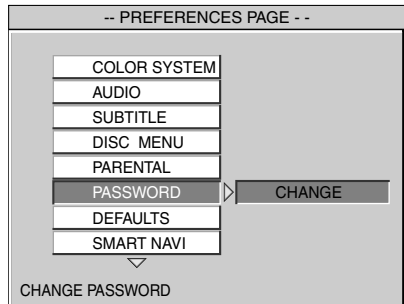 -- PREFERENCES PAGE - -
COLOR SYSTEM
AUDIO
SUBTITLE
DISC MENU
PARENTAL
PASSWORD CHANGE
DEFAULTS
SMART NAVI
CHANGE PASSWORD